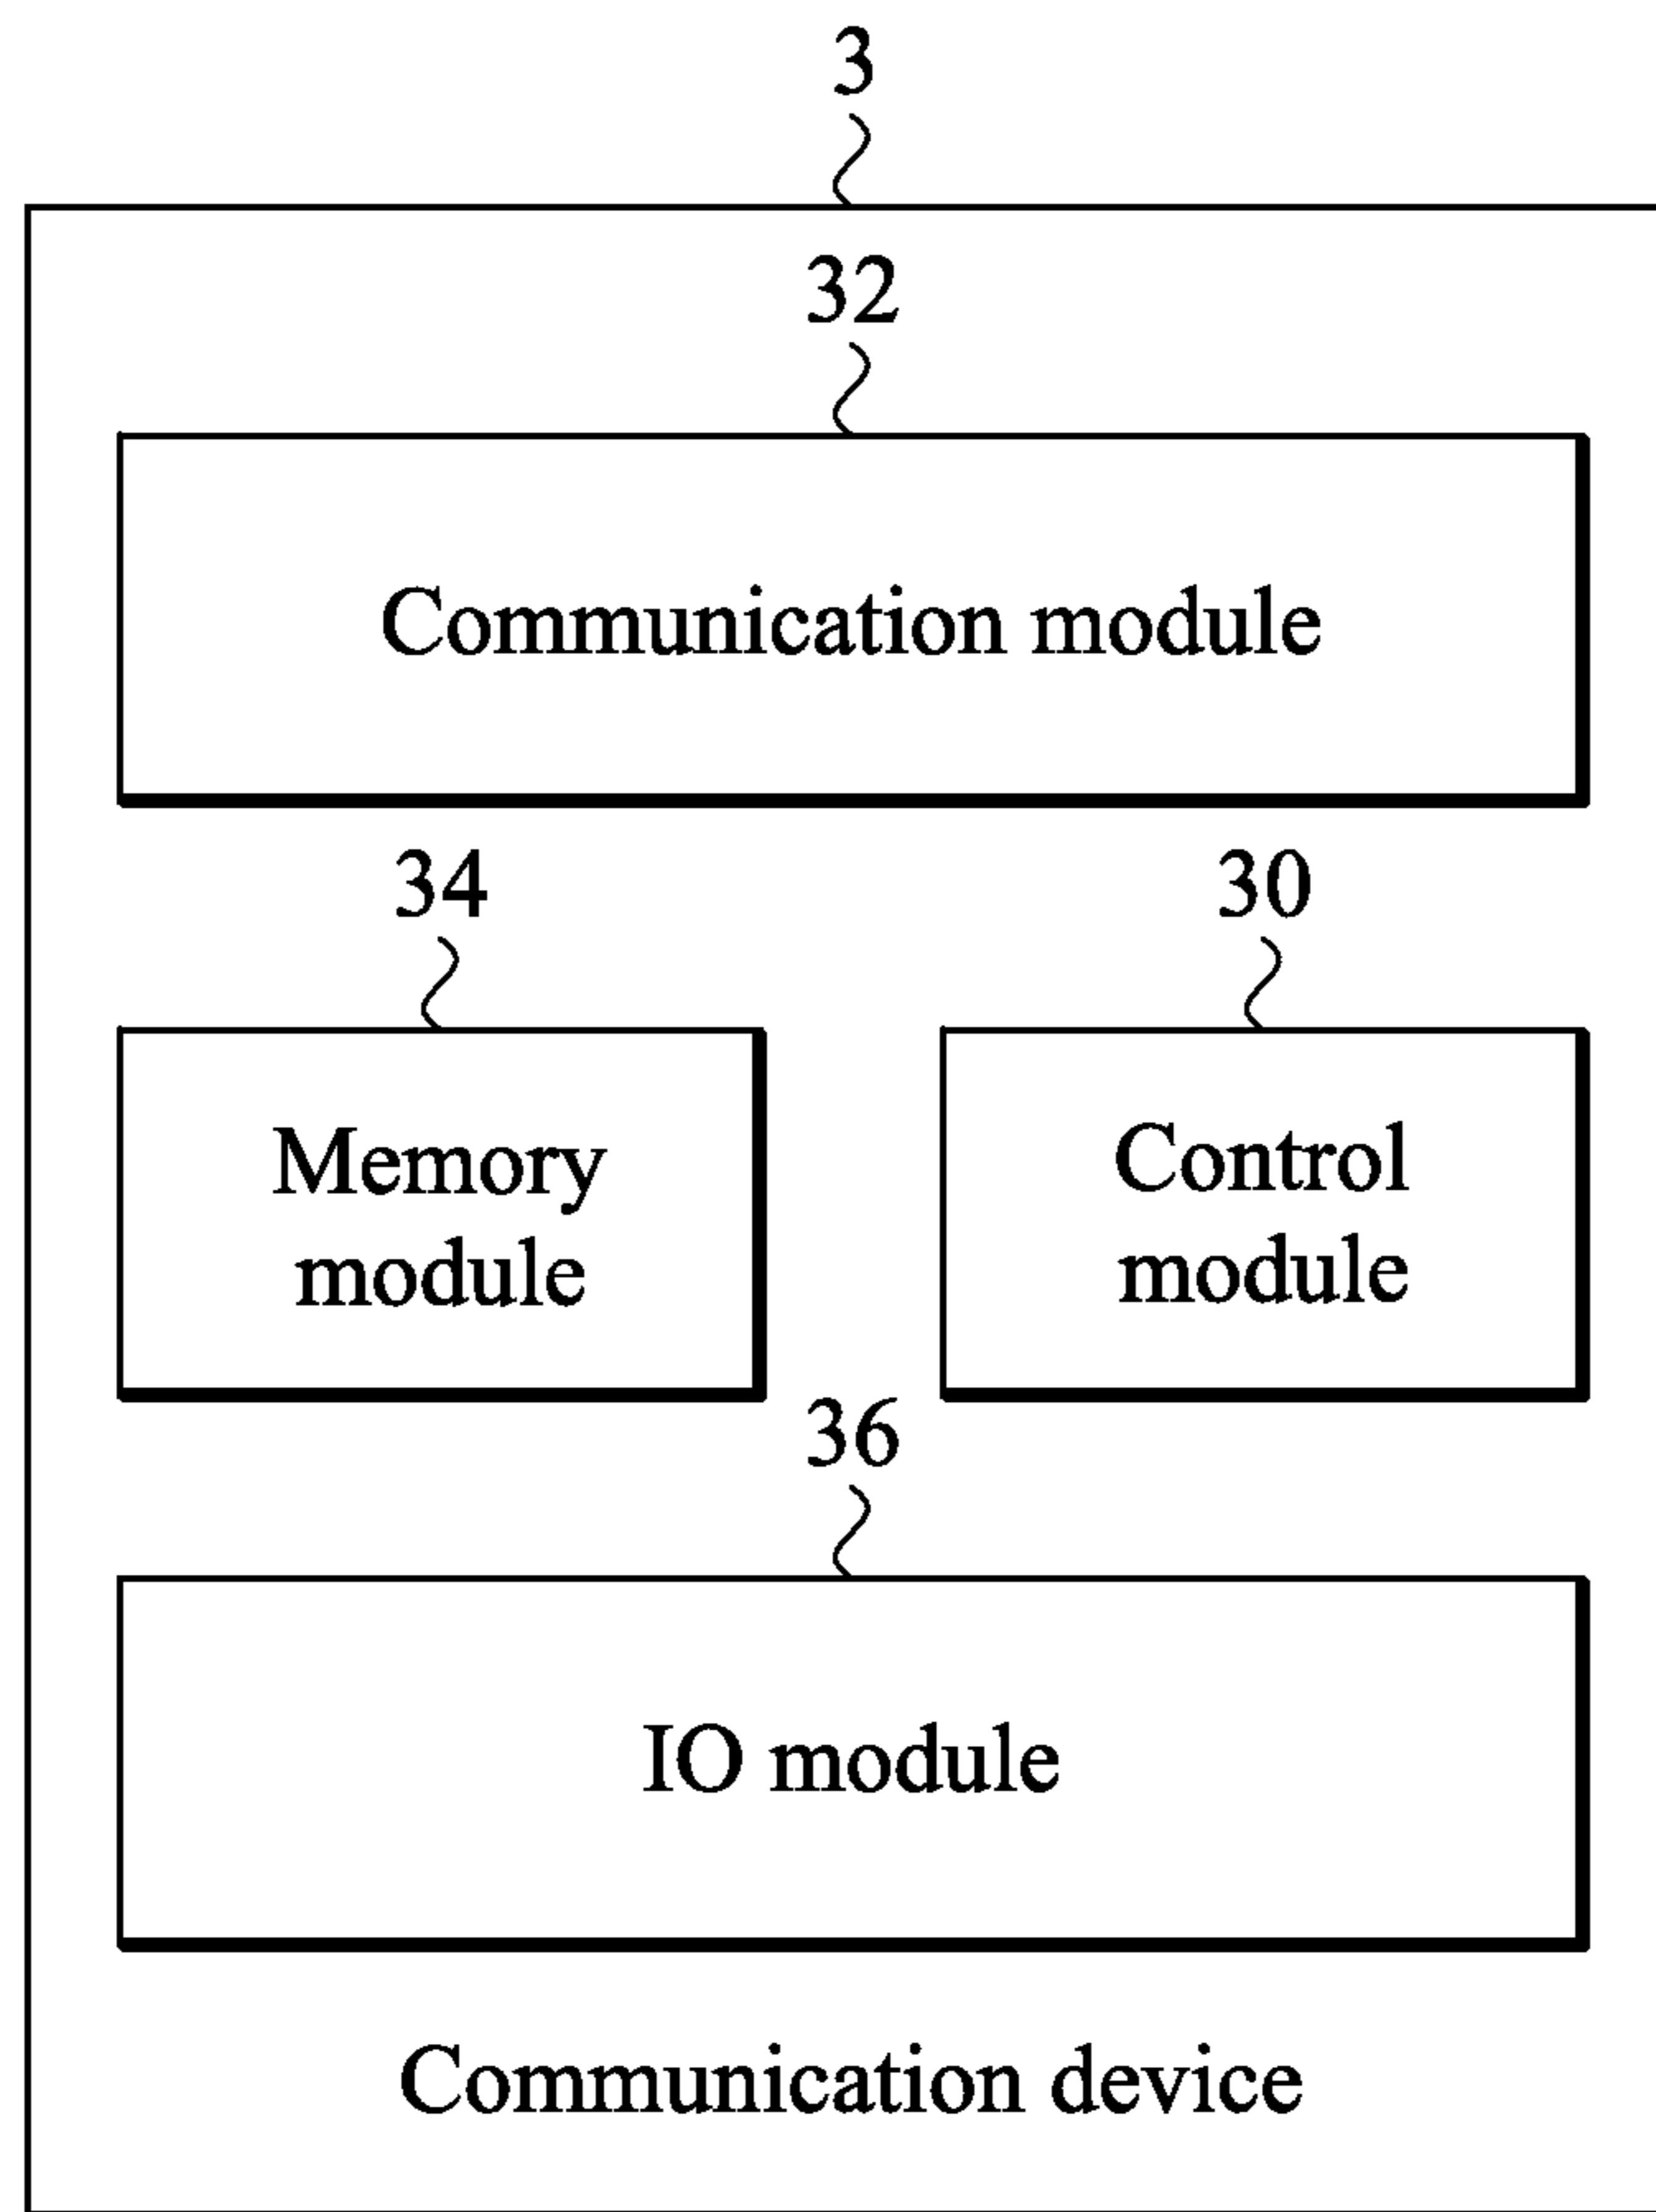 3
32
Communication module
34
30
Memory
module
Control
module
36
IO module
Communication device